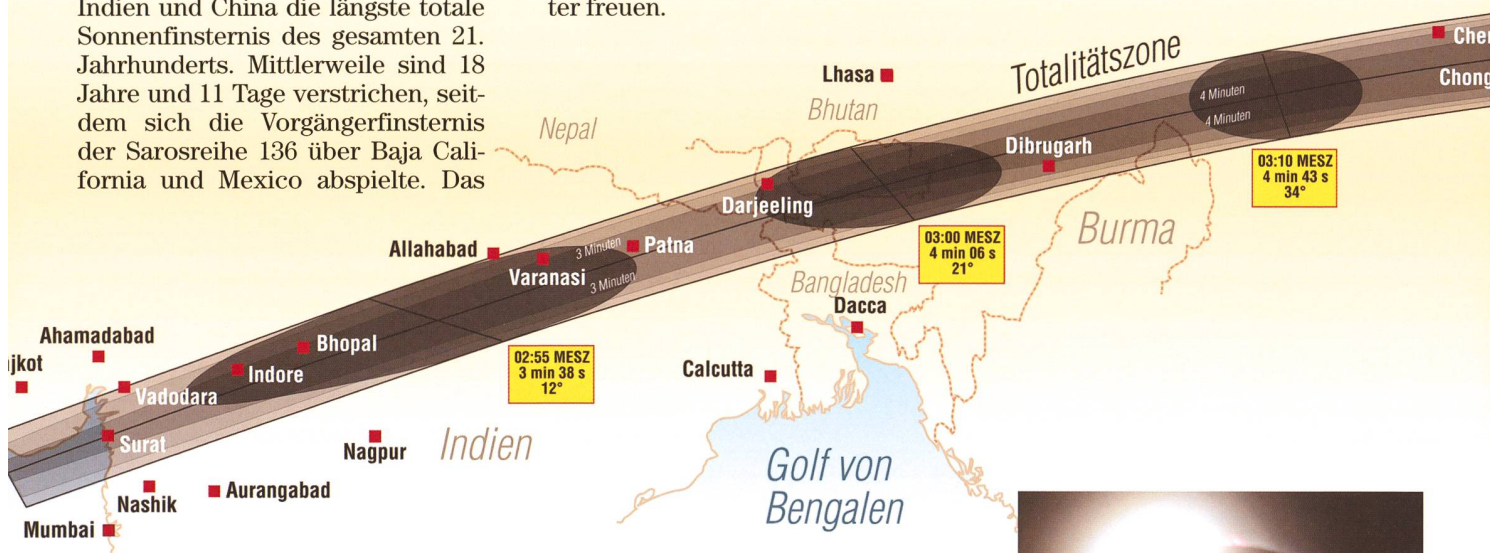 Indien und China die längste totale
Sonnenfinsternis des gesamten 21.
Jahrhunderts. Mittlerweile sind 18
Jahre und 11 Tage verstrichen, seit-
dem sich die Vorgängerfinsternis
der Sarosreihe 136 über Baja Cali-
fornia und Mexico abspielte. Das
ter freuen.
Totalitätszone
Cher
Chong
Lhasa
Bhutan
Nepal
4 Minuten
4 Minuten
Dibrugarh
03:10 MESZ
4 min 43 s
34°
Darjeeling
Burma
03:00 MESZ
4 min 06 s
21°
Allahabad
3 Minuten
Patna
Varanasi
3 Minuten
Bangladesh
Dacca
Ahamadabad
jkot
Bhopal
Indore
02:55 MESZ
3 min 38 s
12°
Calcutta
Vadodara
Surat
Nagpur
Indien
Golf von
Bengalen
Nashik
Aurangabad
Mumbai